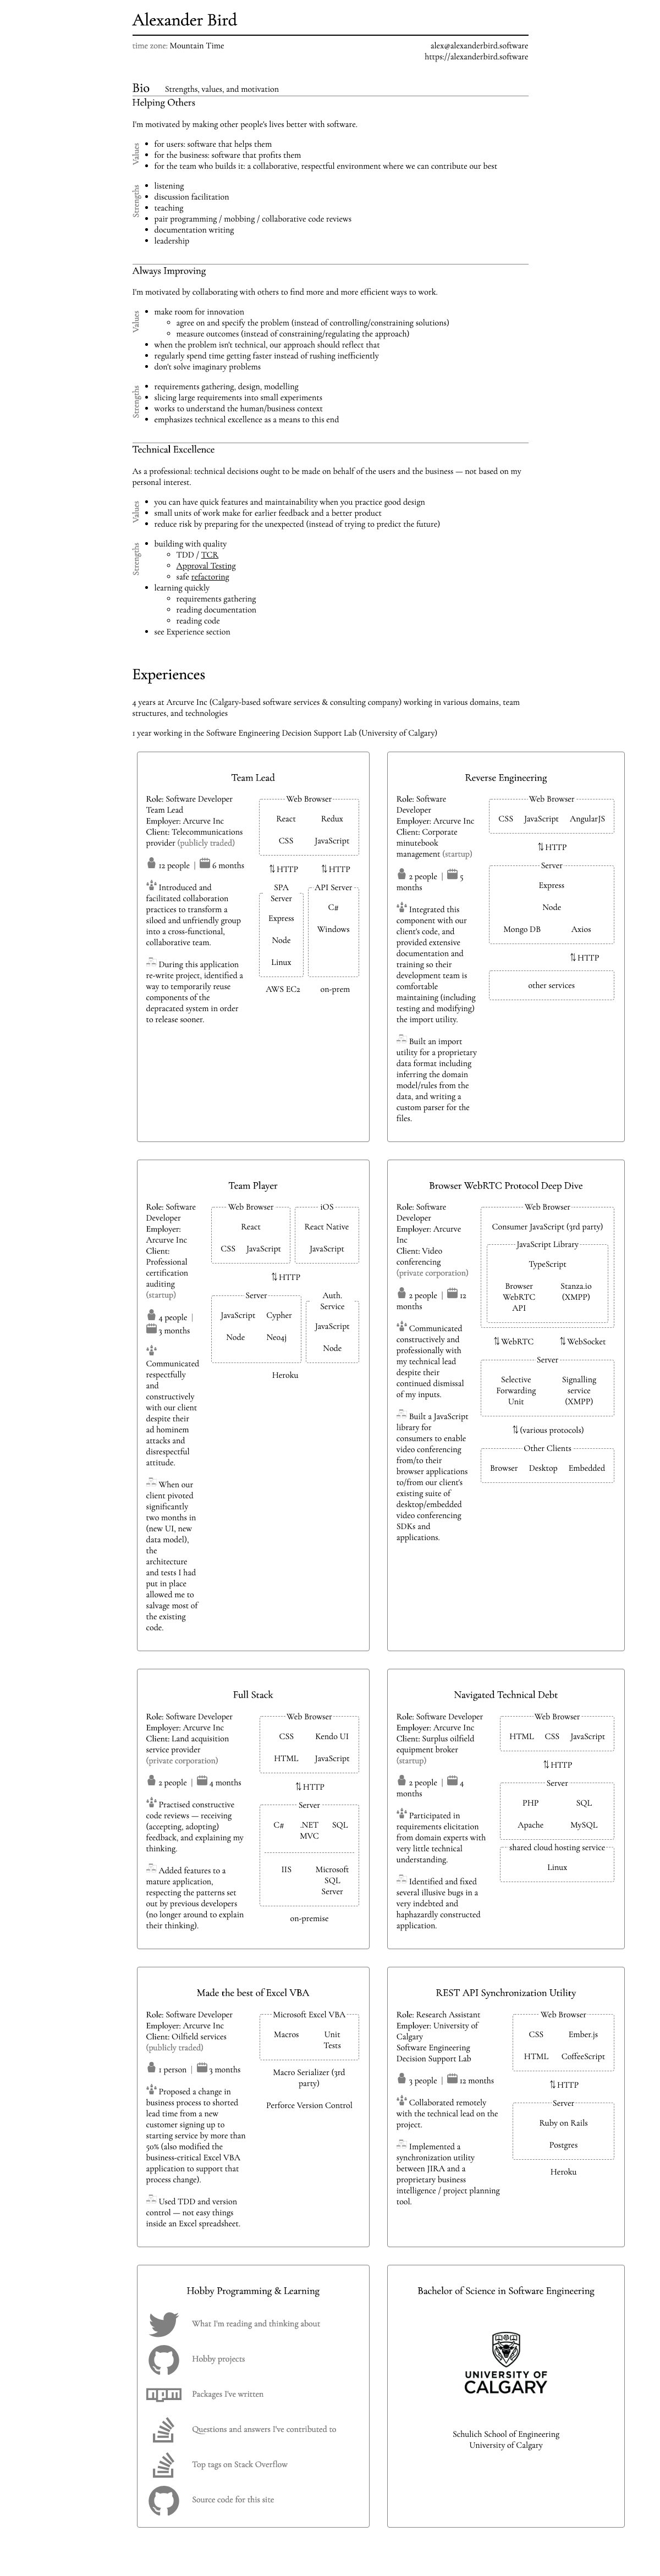 Alexander Bird
time zone: Mountain Time
alex@alexanderbird.software
https://alexanderbird.software
Bio Strengths, values, and motivation
Helping Others
I'm motivated by making other people's lives better with software.
Values
for users: software that helps them
for the business: software that profits them
for the team who builds it: a collaborative, respectful environment where we can contribute our best
Strengths
listening
discussion facilitation
teaching
pair programming / mobbing / collaborative code reviews
documentation writing
leadership
Always Improving
I'm motivated by collaborating with others to find more and more efficient ways to work.
Values
make room for innovation
agree on and specify the problem (instead of controlling/constraining solutions)
measure outcomes (instead of constraining/regulating the approach)
when the problem isn't technical, our approach should reflect that
regularly spend time getting faster instead of rushing inefficiently
don't solve imaginary problems
Strengths
requirements gathering, design, modelling
slicing large requirements into small experiments
works to understand the human/business context
emphasizes technical excellence as a means to this end
Technical Excellence
As a professional: technical decisions ought to be made on behalf of the users and the business — not based on my
personal interest.
Values
you can have quick features and maintainability when you practice good design
small units of work make for earlier feedback and a better product
reduce risk by preparing for the unexpected (instead of trying to predict the future)
Strengths
building with quality
TDD / TCR
Approval Testing
safe refactoring
learning quickly
requirements gathering
reading documentation
reading code
see Experience section
Experiences
4 years at Arcurve Inc (Calgary-based software services & consulting company) working in various domains, team
structures, and technologies
1 year working in the Software Engineering Decision Support Lab (University of Calgary)
Team Lead
Role: Software Developer
Team Lead
Employer: Arcurve Inc
Client: Telecommunications
provider (publicly traded)
12 people | 6 months
Introduced and
facilitated collaboration
practices to transform a
siloed and unfriendly group
into a cross-functional,
collaborative team.
During this application
re-write project, identified a
way to temporarily reuse
components of the
depracated system in order
to release sooner.
Web Browser
React Redux
CSS JavaScript
⇅ HTTP ⇅ HTTP
SPA
Server
Express
Node
Linux
AWS EC2
API Server
C#
Windows
on-prem
Reverse Engineering
Role: Software
Developer
Employer: Arcurve Inc
Client: Corporate
minutebook
management (startup)
2 people | 5
months
Integrated this
component with our
client's code, and
provided extensive
documentation and
training so their
development team is
comfortable
maintaining (including
testing and modifying)
the import utility.
Built an import
utility for a proprietary
data format including
inferring the domain
model/rules from the
data, and writing a
custom parser for the
files.
Web Browser
CSS JavaScript AngularJS
⇅ HTTP
Server
Express
Node
Mongo DB Axios
⇅ HTTP
other services
Team Player
Role: Software
Developer
Employer:
Arcurve Inc
Client:
Professional
certification
auditing
(startup)
4 people |
3 months
Communicated
respectfully
and
constructively
with our client
despite their
ad hominem
attacks and
disrespectful
attitude.
When our
client pivoted
significantly
two months in
(new UI, new
data model),
the
architecture
and tests I had
put in place
allowed me to
salvage most of
the existing
code.
Web Browser
React
CSS JavaScript
iOS
React Native
JavaScript
⇅ HTTP
Server
JavaScript Cypher
Node Neo4j
Auth.
Service
JavaScript
Node
Heroku
Browser WebRTC Protocol Deep Dive
Role: Software
Developer
Employer: Arcurve
Inc
Client: Video
conferencing
(private corporation)
2 people | 12
months
Communicated
constructively and
professionally with
my technical lead
despite their
continued dismissal
of my inputs.
Built a JavaScript
library for
consumers to enable
video conferencing
from/to their
browser applications
to/from our client's
existing suite of
desktop/embedded
video conferencing
SDKs and
applications.
Web Browser
Consumer JavaScript (3rd party)
JavaScript Library
TypeScript
Browser
WebRTC
API
Stanza.io
(XMPP)
⇅ WebRTC ⇅ WebSocket
Server
Selective
Forwarding
Unit
Signalling
service
(XMPP)
⇅ (various protocols)
Other Clients
Browser Desktop Embedded
Full Stack
Role: Software Developer
Employer: Arcurve Inc
Client: Land acquisition
service provider
(private corporation)
2 people | 4 months
Practised constructive
code reviews — receiving
(accepting, adopting)
feedback, and explaining my
thinking.
Added features to a
mature application,
respecting the patterns set
out by previous developers
(no longer around to explain
their thinking).
Web Browser
CSS Kendo UI
HTML JavaScript
⇅ HTTP
Server
C# .NET
MVC SQL
IIS Microsoft
SQL
Server
on-premise
Navigated Technical Debt
Role: Software Developer
Employer: Arcurve Inc
Client: Surplus oilfield
equipment broker
(startup)
2 people | 4
months
Participated in
requirements elicitation
from domain experts with
very little technical
understanding.
Identified and fixed
several illusive bugs in a
very indebted and
haphazardly constructed
application.
Web Browser
HTML CSS JavaScript
⇅ HTTP
Server
PHP SQL
Apache MySQL
shared cloud hosting service
Linux
Made the best of Excel VBA
Role: Software Developer
Employer: Arcurve Inc
Client: Oilfield services
(publicly traded)
1 person | 3 months
Proposed a change in
business process to shorted
lead time from a new
customer signing up to
starting service by more than
50% (also modified the
business-critical Excel VBA
application to support that
process change).
Used TDD and version
control — not easy things
inside an Excel spreadsheet.
Microsoft Excel VBA
Macros Unit
Tests
Macro Serializer (3rd
party)
Perforce Version Control
REST API Synchronization Utility
Role: Research Assistant
Employer: University of
Calgary
Software Engineering
Decision Support Lab
3 people | 12 months
Collaborated remotely
with the technical lead on the
project.
Implemented a
synchronization utility
between JIRA and a
proprietary business
intelligence / project planning
tool.
Web Browser
CSS Ember.js
HTML CoffeeScript
⇅ HTTP
Server
Ruby on Rails
Postgres
Heroku
Hobby Programming & Learning
What I'm reading and thinking about
Hobby projects
npm
Packages I've written
Questions and answers I've contributed to
Top tags on Stack Overflow
Source code for this site
Bachelor of Science in Software Engineering
UNIVERSITY OF
CALGARY
Schulich School of Engineering
University of Calgary